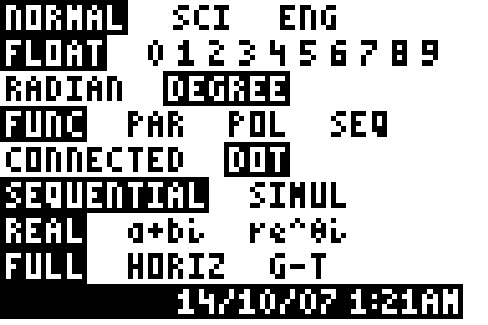 NORMAL SCI ENG
FLOAT 0 1 2 3 4 5 6 7 8 9
RADIAN DEGREE
FUNC PAR POL SEQ
CONNECTED DOT
SEQUENTIAL SIMUL
REAL a+bi re^θi
FULL HORIZ G-T
14/10/07 1:21AM